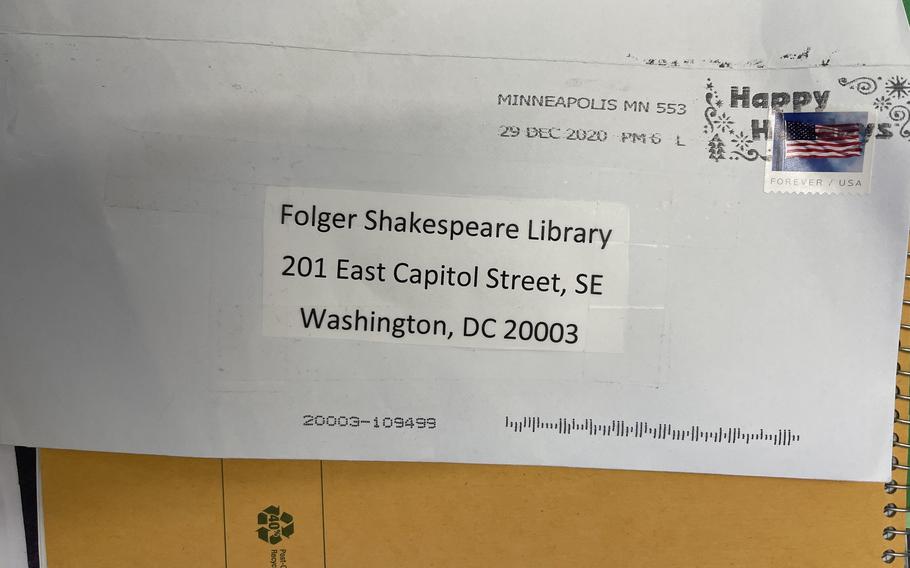 MINNEAPOLIS MN 553
29 DEC 2020 PM 6 L
Happy
FOREVER / USA
Folger Shakespeare Library
201 East Capitol Street, SE
Washington, DC 20003
20003-109499
40%